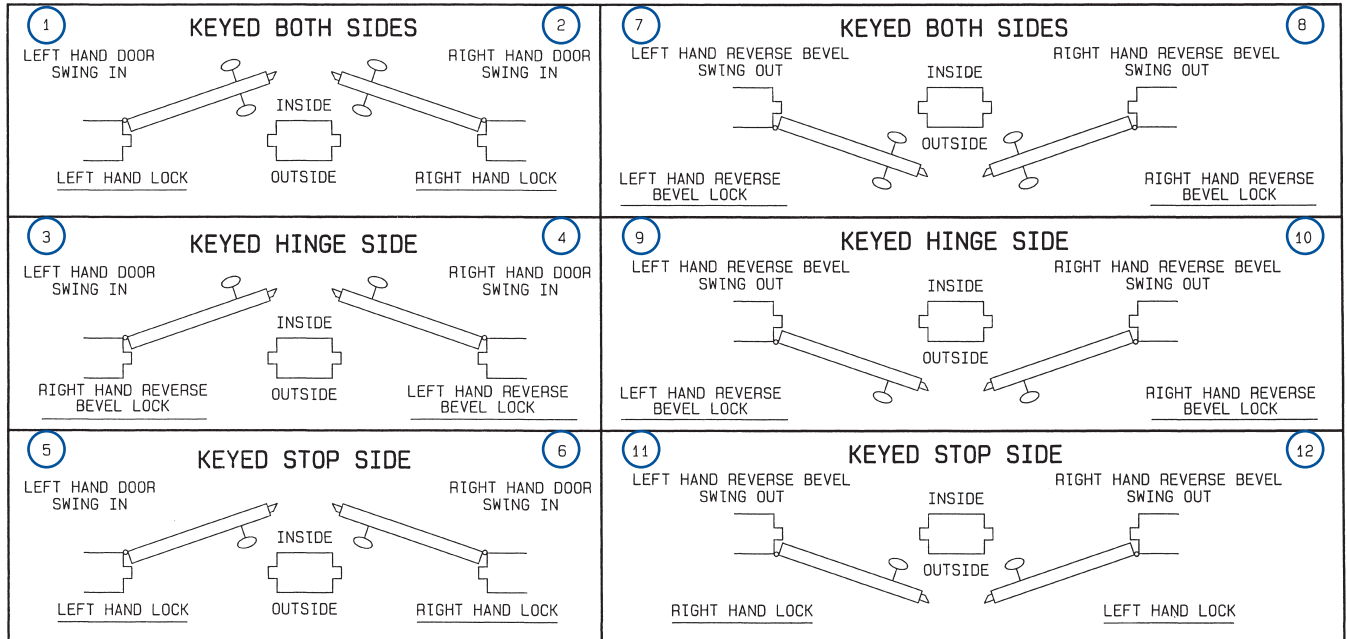 1
KEYED BOTH SIDES
2
LEFT HAND DOOR
SWING IN
RIGHT HAND DOOR
SWING IN
INSIDE
OUTSIDE
LEFT HAND LOCK
RIGHT HAND LOCK
7
KEYED BOTH SIDES
8
LEFT HAND REVERSE BEVEL
SWING OUT
RIGHT HAND REVERSE BEVEL
SWING OUT
INSIDE
OUTSIDE
LEFT HAND REVERSE
BEVEL LOCK
RIGHT HAND REVERSE
BEVEL LOCK
3
KEYED HINGE SIDE
4
LEFT HAND DOOR
SWING IN
RIGHT HAND DOOR
SWING IN
INSIDE
OUTSIDE
RIGHT HAND REVERSE
BEVEL LOCK
LEFT HAND REVERSE
BEVEL LOCK
9
KEYED HINGE SIDE
10
LEFT HAND REVERSE BEVEL
SWING OUT
RIGHT HAND REVERSE BEVEL
SWING OUT
INSIDE
OUTSIDE
LEFT HAND REVERSE
BEVEL LOCK
RIGHT HAND REVERSE
BEVEL LOCK
5
KEYED STOP SIDE
6
LEFT HAND DOOR
SWING IN
RIGHT HAND DOOR
SWING IN
INSIDE
OUTSIDE
LEFT HAND LOCK
RIGHT HAND LOCK
11
KEYED STOP SIDE
12
LEFT HAND REVERSE BEVEL
SWING OUT
RIGHT HAND REVERSE BEVEL
SWING OUT
INSIDE
OUTSIDE
RIGHT HAND LOCK
LEFT HAND LOCK